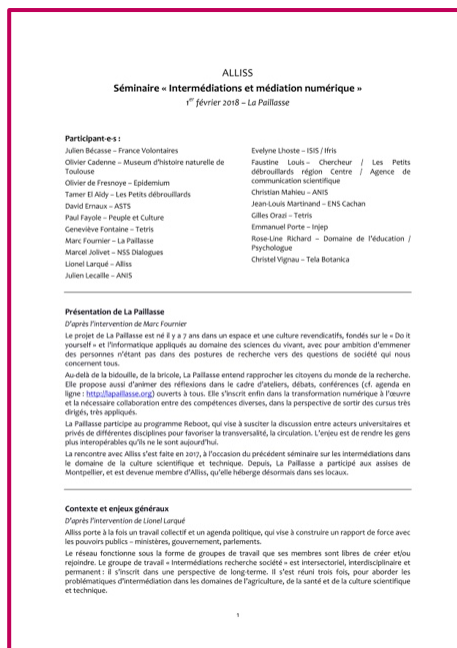 ALLISS
Séminaire « Intermédiations et médiation numérique »
1er février 2018 – La Paillasse
Participant·e·s :
Julien Bécasse – France Volontaires
Olivier Cadenne – Museum d'histoire naturelle de
Toulouse
Olivier de Fresnoye – Epidemium
Tamer El Aïdy – Les Petits débrouillards
David Ernaux – ASTS
Paul Fayole – Peuple et Culture
Geneviève Fontaine – Tetris
Marc Fournier – La Paillasse
Marcel Jolivet – NSS Dialogues
Lionel Larqué – Alliss
Julien Lecaille – ANIS
Evelyne Lhoste – ISIS / Ifris
Faustine Louis – Chercheur / Les Petits
débrouillards région Centre / Agence de
communication scientifique
Christian Mahieu – ANIS
Jean-Louis Martinand – ENS Cachan
Gilles Orazi – Tetris
Emmanuel Porte – Injep
Rose-Line Richard – Domaine de l'éducation /
Psychologue
Christel Vignau – Tela Botanica
Présentation de La Paillasse
D'après l'intervention de Marc Fournier
Le projet de La Paillasse est né il y a 7 ans dans un espace et une culture revendicatifs, fondés sur le « Do it
yourself » et l'informatique appliqués au domaine des sciences du vivant, avec pour ambition d'emmener
des personnes n'étant pas dans des postures de recherche vers des questions de société qui nous
concernent tous.
Au-delà de la bidouille, de la bricole, La Paillasse entend rapprocher les citoyens du monde de la recherche.
Elle propose aussi d'animer des réflexions dans le cadre d'ateliers, débats, conférences (cf. agenda en
ligne : http://lapaillasse.org) ouverts à tous. Elle s'inscrit enfin dans la transformation numérique à l'œuvre
et la nécessaire collaboration entre des compétences diverses, dans la perspective de sortir des cursus très
dirigés, très appliqués.
La Paillasse participe au programme Reboot, qui vise à susciter la discussion entre acteurs universitaires et
privés de différentes disciplines pour favoriser la transversalité, la circulation. L'enjeu est de rendre les gens
plus interopérables qu'ils ne le sont aujourd'hui.
La rencontre avec Alliss s'est faite en 2017, à l'occasion du précédent séminaire sur les intermédiations dans
le domaine de la culture scientifique et technique. Depuis, La Paillasse a participé aux assises de
Montpellier, et est devenue membre d'Alliss, qu'elle héberge désormais dans ses locaux.
Contexte et enjeux généraux
D'après l'intervention de Lionel Larqué
Alliss porte à la fois un travail collectif et un agenda politique, qui vise à construire un rapport de force avec
les pouvoirs publics – ministères, gouvernement, parlements.
Le réseau fonctionne sous la forme de groupes de travail que ses membres sont libres de créer et/ou
rejoindre. Le groupe de travail « Intermédiations recherche société » est intersectoriel, interdisciplinaire et
permanent : il s'inscrit dans une perspective de long-terme. Il s'est réuni trois fois, pour aborder les
problématiques d'intermédiation dans les domaines de l'agriculture, de la santé et de la culture scientifique
et technique.
1